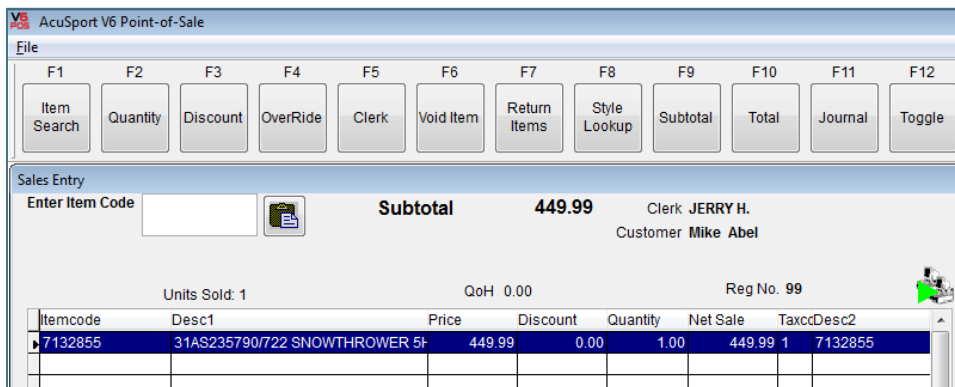 V6 POS AcuSport V6 Point-of-Sale
File
F1 F2 F3 F4 F5 F6 F7 F8 F9 F10 F11 F12
Item Search Quantity Discount OverRide Clerk Void Item Return Items Style Lookup Subtotal Total Journal Toggle
Sales Entry
Enter Item Code Subtotal 449.99 Clerk JERRY H.
Customer Mike Abel
Units Sold: 1 QoH 0.00 Reg No. 99
Itemcode Desc1 Price Discount Quantity Net Sale Taxcc Desc2
7132855 31AS235790/722 SNOWTHROWER 5H 449.99 0.00 1.00 449.99 1 7132855